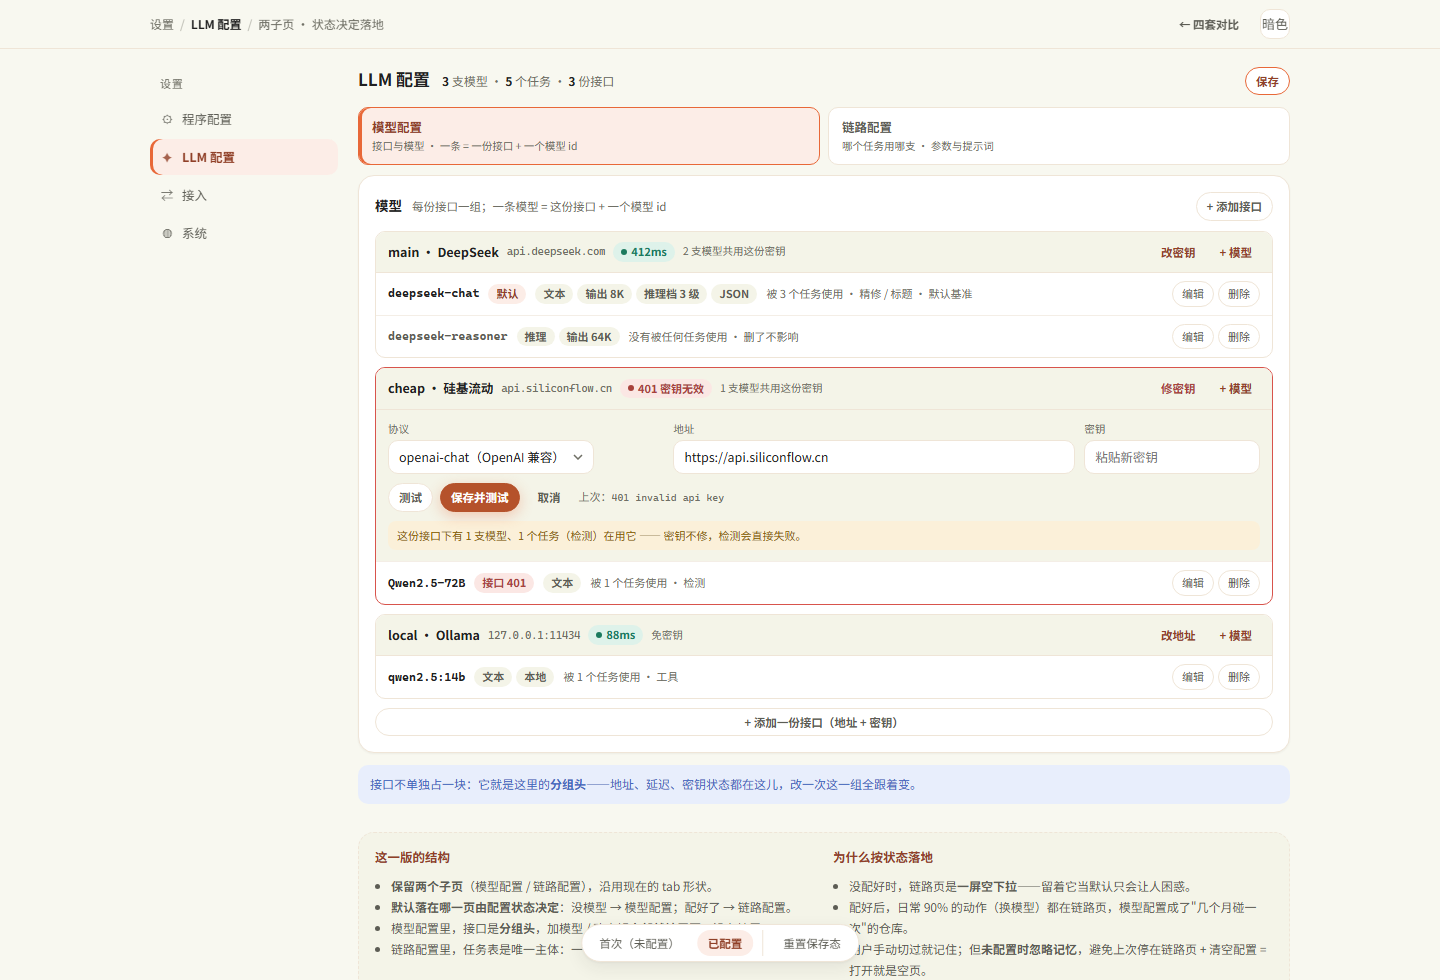 设置 / LLM 配置 / 两子页 · 状态决定落地
← 四套对比
暗色
设置
程序配置
LLM 配置
接入
系统
LLM 配置 3 支模型 · 5 个任务 · 3 份接口
保存
模型配置
接口与模型 · 一条 = 一份接口 + 一个模型 id
链路配置
哪个任务用哪支 · 参数与提示词
模型 每份接口一组；一条模型 = 这份接口 + 一个模型 id
+ 添加接口
main · DeepSeek api.deepseek.com 412ms 2 支模型共用这份密钥 改密钥 + 模型
deepseek-chat 默认 文本 输出 8K 推理档 3 级 JSON 被 3 个任务使用 · 精修 / 标题 · 默认基准 编辑 删除
deepseek-reasoner 推理 输出 64K 没有被任何任务使用 · 删了不影响 编辑 删除
cheap · 硅基流动 api.siliconflow.cn 401 密钥无效 1 支模型共用这份密钥 修密钥 + 模型
协议 地址 密钥
openai-chat（OpenAI 兼容） https://api.siliconflow.cn 粘贴新密钥
测试 保存并测试 取消 上次：401 invalid api key
这份接口下有 1 支模型、1 个任务（检测）在用它 —— 密钥不修，检测会直接失败。
Qwen2.5-72B 接口 401 文本 被 1 个任务使用 · 检测 编辑 删除
local · Ollama 127.0.0.1:11434 88ms 免密钥 改地址 + 模型
qwen2.5:14b 文本 本地 被 1 个任务使用 · 工具 编辑 删除
+ 添加一份接口（地址 + 密钥）
接口不单独占一块：它就是这里的分组头——地址、延迟、密钥状态都在这儿，改一次这一组全跟着变。
这一版的结构
保留两个子页（模型配置 / 链路配置），沿用现在的 tab 形状。
默认落在哪一页由配置状态决定：没模型 → 模型配置；配好了 → 链路配置。
模型配置里，接口是分组头，加模型 /
链路配置里，任务表是唯一主体：一
为什么按状态落地
没配好时，链路页是一屏空下拉——留着它当默认只会让人困惑。
配好后，日常 90% 的动作（换模型）都在链路页，模型配置成了"几个月碰一
次"的仓库。
户手动切过就记住；但未配置时忽略记忆，避免上次停在链路页 + 清空配置 =
打开就是空页。
首次（未配置） 已配置 重置保存态